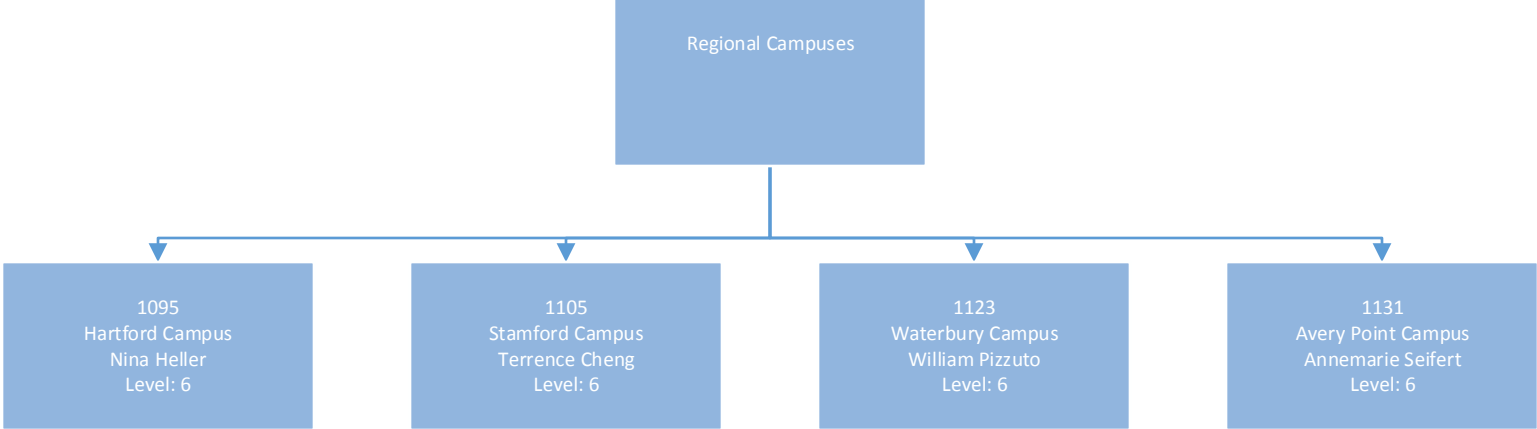 Regional Campuses
1095
Hartford Campus
Nina Heller
Level: 6
1105
Stamford Campus
Terrence Cheng
Level: 6
1123
Waterbury Campus
William Pizzuto
Level: 6
1131
Avery Point Campus
Annemarie Seifert
Level: 6